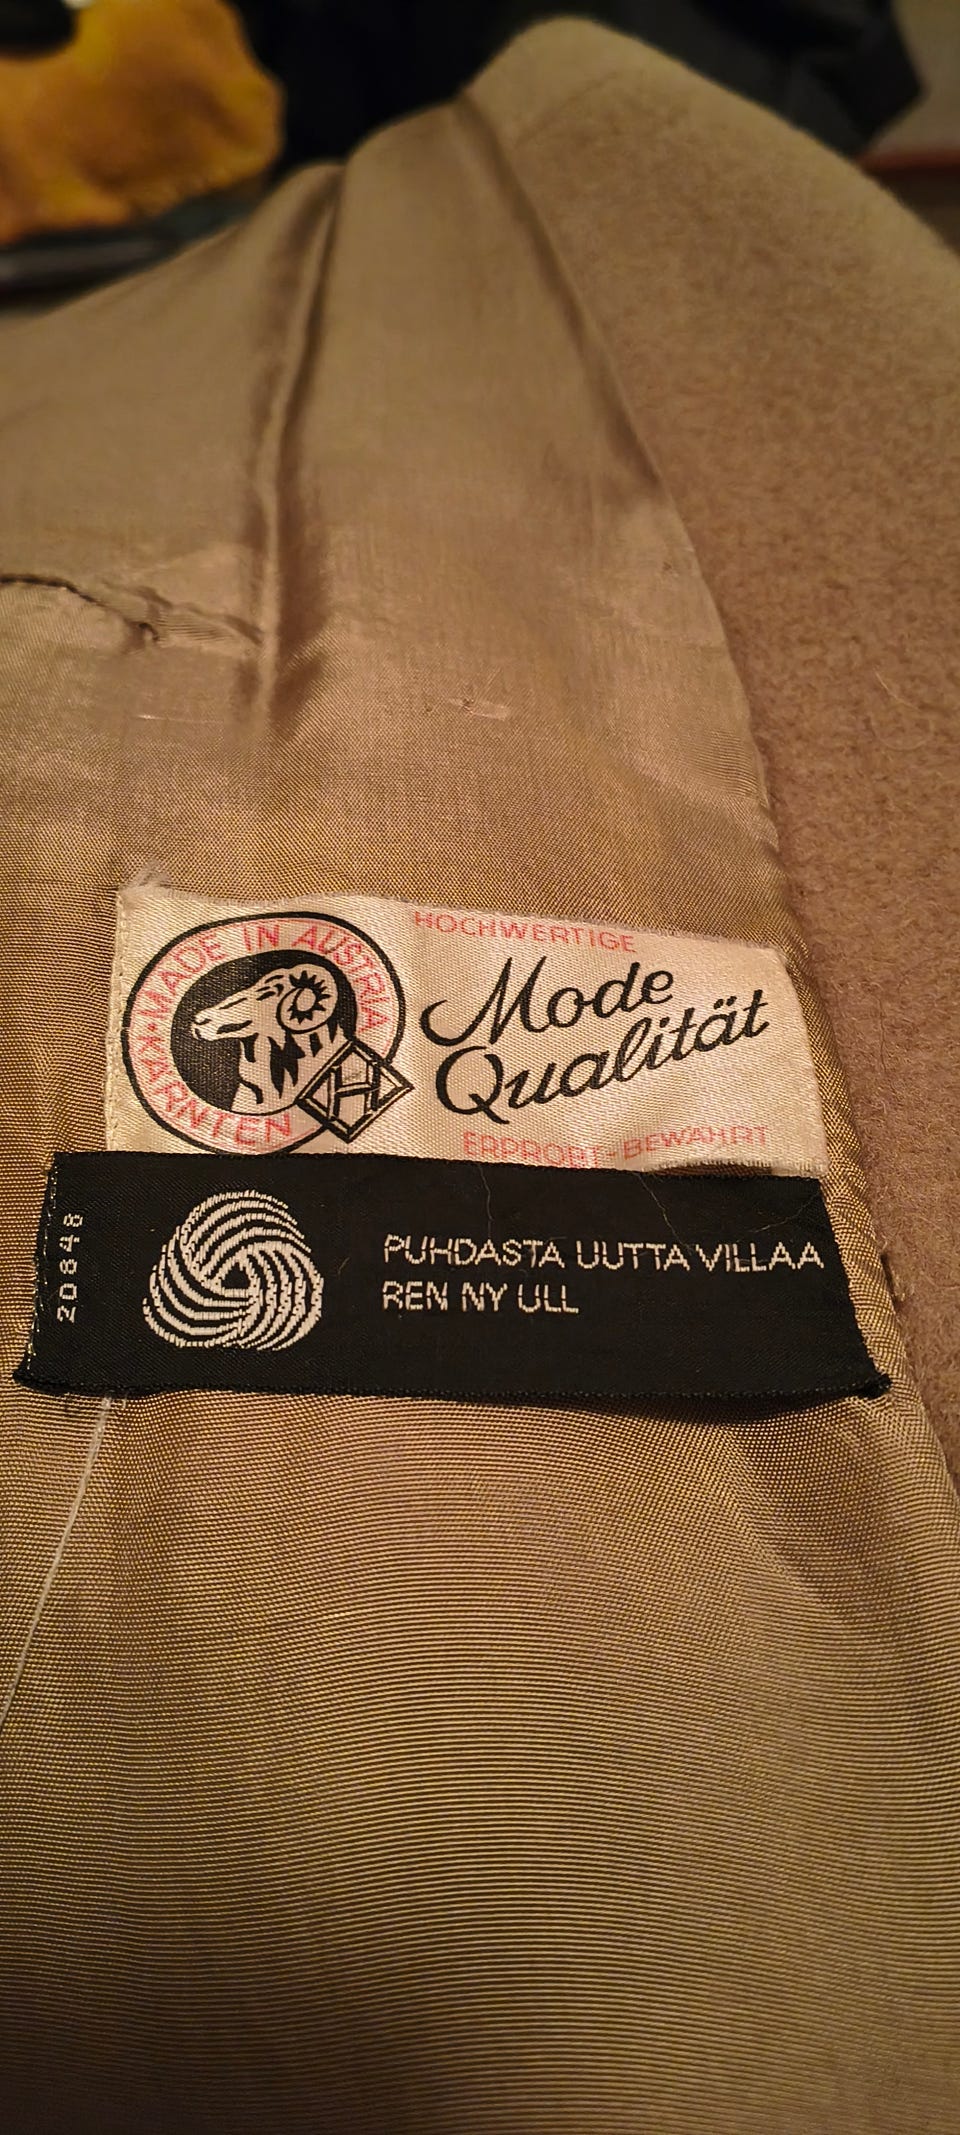 MADE IN AUSTRIA
KÄRNTEN
H
HOCHWERTIGE
Mode
Qualität
ERPROBT-BEWÄHRT
20848
PUHDASTA UUTTA VILLAA
REN NY ULL